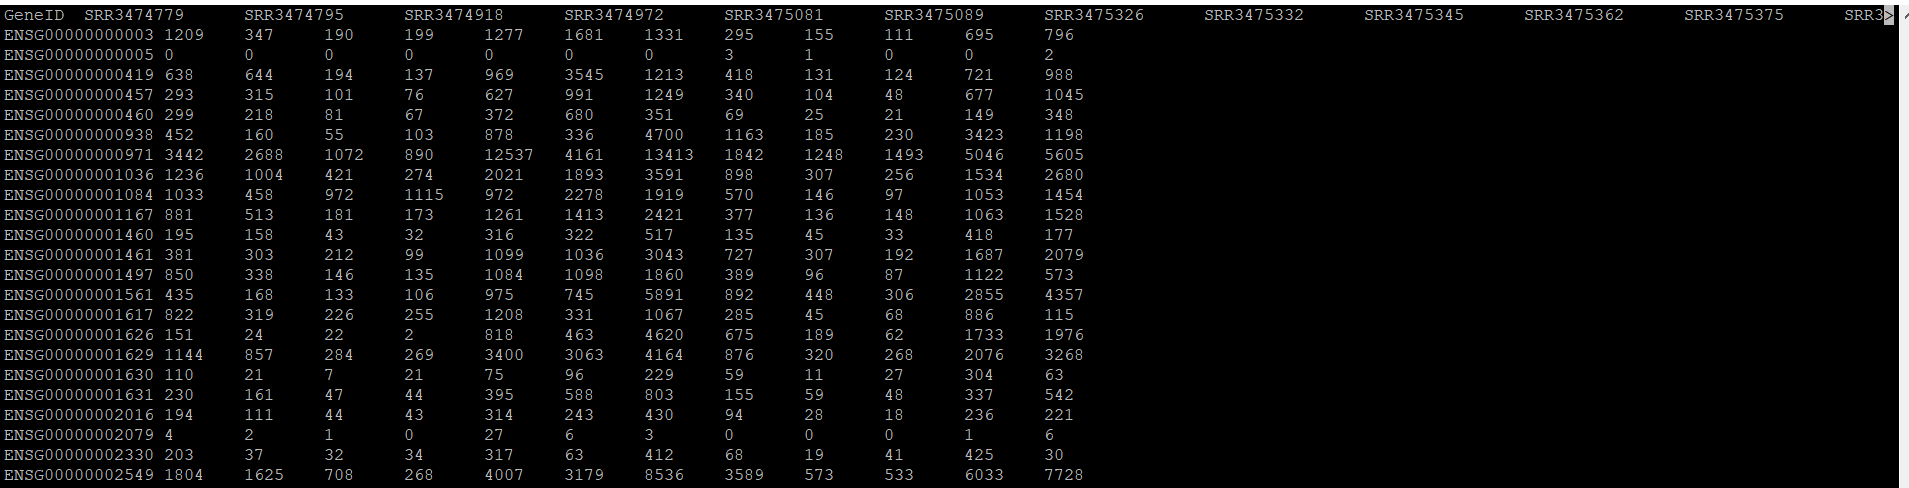 GeneID SRR3474779 SRR3474795 SRR3474918 SRR3474972 SRR3475081 SRR3475089 SRR3475326 SRR3475332 SRR3475345 SRR3475362 SRR3475375 SRR3>
ENSG00000000003 1209 347 190 199 1277 1681 1331 295 155 111 695 796
ENSG00000000005 0 0 0 0 0 0 0 3 1 0 0 2
ENSG00000000419 638 644 194 137 969 3545 1213 418 131 124 721 988
ENSG00000000457 293 315 101 76 627 991 1249 340 104 48 677 1045
ENSG00000000460 299 218 81 67 372 680 351 69 25 21 149 348
ENSG00000000938 452 160 55 103 878 336 4700 1163 185 230 3423 1198
ENSG00000000971 3442 2688 1072 890 12537 4161 13413 1842 1248 1493 5046 5605
ENSG00000001036 1236 1004 421 274 2021 1893 3591 898 307 256 1534 2680
ENSG00000001084 1033 458 972 1115 972 2278 1919 570 146 97 1053 1454
ENSG00000001167 881 513 181 173 1261 1413 2421 377 136 148 1063 1528
ENSG00000001460 195 158 43 32 316 322 517 135 45 33 418 177
ENSG00000001461 381 303 212 99 1099 1036 3043 727 307 192 1687 2079
ENSG00000001497 850 338 146 135 1084 1098 1860 389 96 87 1122 573
ENSG00000001561 435 168 133 106 975 745 5891 892 448 306 2855 4357
ENSG00000001617 822 319 226 255 1208 331 1067 285 45 68 886 115
ENSG00000001626 151 24 22 2 818 463 4620 675 189 62 1733 1976
ENSG00000001629 1144 857 284 269 3400 3063 4164 876 320 268 2076 3268
ENSG00000001630 110 21 7 21 75 96 229 59 11 27 304 63
ENSG00000001631 230 161 47 44 395 588 803 155 59 48 337 542
ENSG00000002016 194 111 44 43 314 243 430 94 28 18 236 221
ENSG00000002079 4 2 1 0 27 6 3 0 0 0 1 6
ENSG00000002330 203 37 32 34 317 63 412 68 19 41 425 30
ENSG00000002549 1804 1625 708 268 4007 3179 8536 3589 573 533 6033 7728